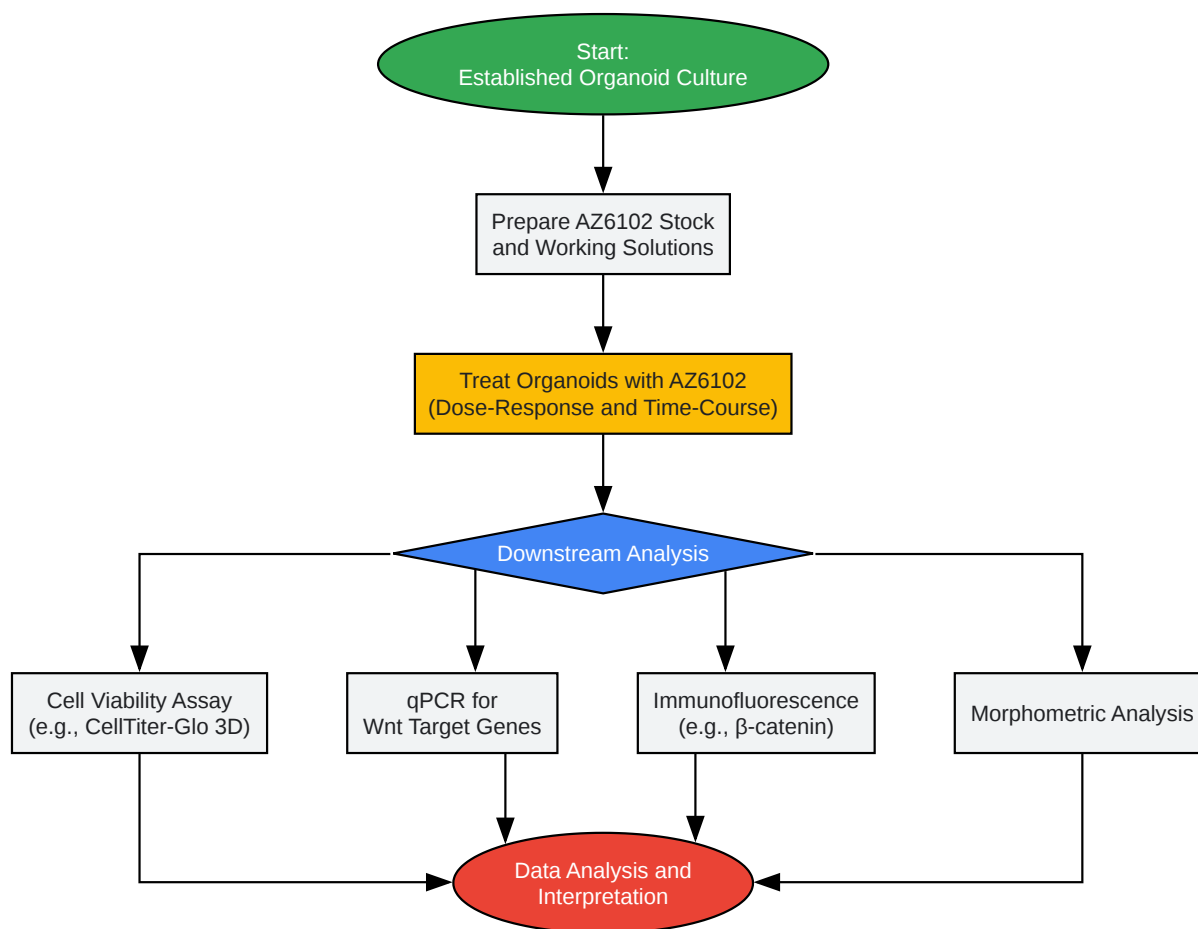 Start:
Established Organoid Culture
Prepare AZ6102 Stock
and Working Solutions
Treat Organoids with AZ6102
(Dose-Response and Time-Course)
Downstream Analysis
Cell Viability Assay
(e.g., CellTiter-Glo 3D)
qPCR for
Wnt Target Genes
Immunofluorescence
(e.g., β-catenin)
Morphometric Analysis
Data Analysis and
Interpretation